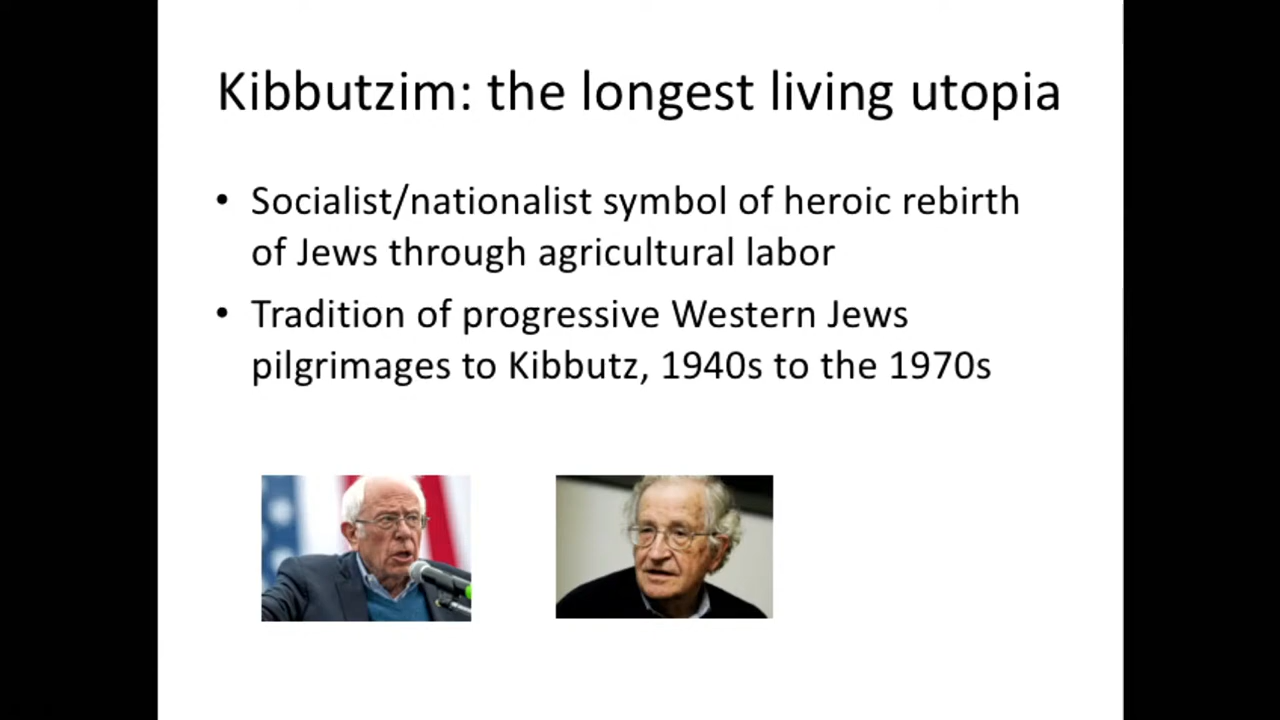 Kibbutzim: the longest living utopia
• Socialist/nationalist symbol of heroic rebirth
of Jews through agricultural labor
• Tradition of progressive Western Jews
pilgrimages to Kibbutz, 1940s to the 1970s